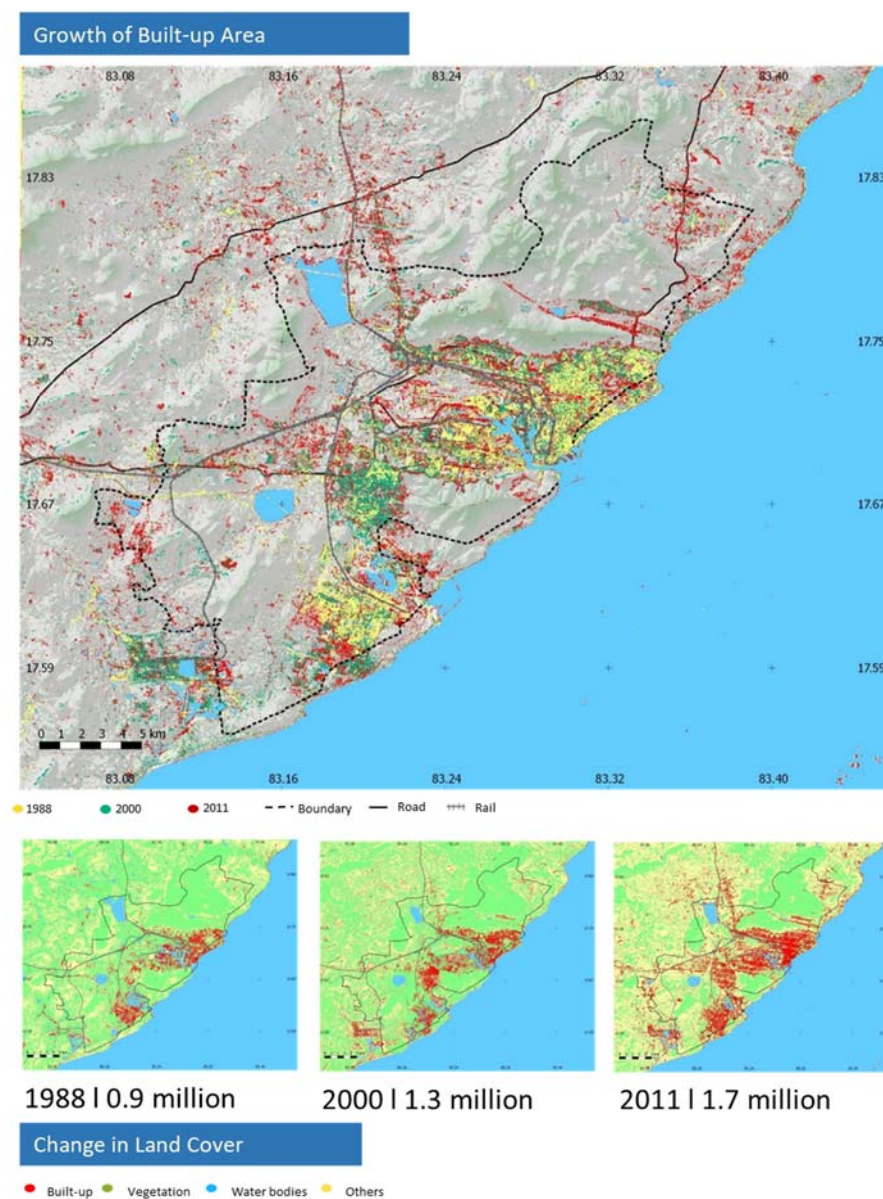 Growth of Built-up Area
83.08 83.16 83.24 83.32 83.40
17.83 17.83
17.75 17.75
17.67 17.67
17.59 17.59
0 1 2 3 4 5 km
83.08 83.16 83.24 83.32 83.40
1988 2000 2011 Boundary Road Rail
1988 l 0.9 million 2000 l 1.3 million 2011 l 1.7 million
Change in Land Cover
Built-up Vegetation Water bodies Others